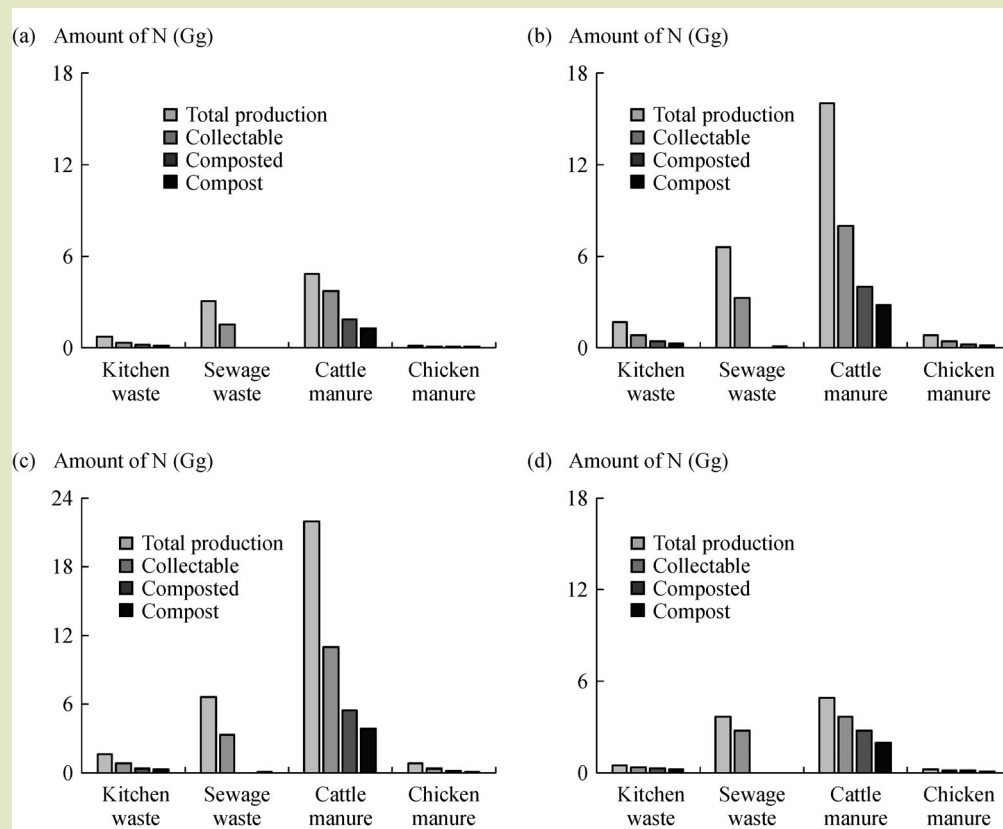 (a) Amount of N (Gg)
18
12
6
0
Total production
Collectable
Composted
Compost
Kitchen waste
Sewage waste
Cattle manure
Chicken manure
(b) Amount of N (Gg)
18
12
6
0
Total production
Collectable
Composted
Compost
Kitchen waste
Sewage waste
Cattle manure
Chicken manure
(c) Amount of N (Gg)
24
18
12
6
0
Total production
Collectable
Composted
Compost
Kitchen waste
Sewage waste
Cattle manure
Chicken manure
(d) Amount of N (Gg)
18
12
6
0
Total production
Collectable
Composted
Compost
Kitchen waste
Sewage waste
Cattle manure
Chicken manure